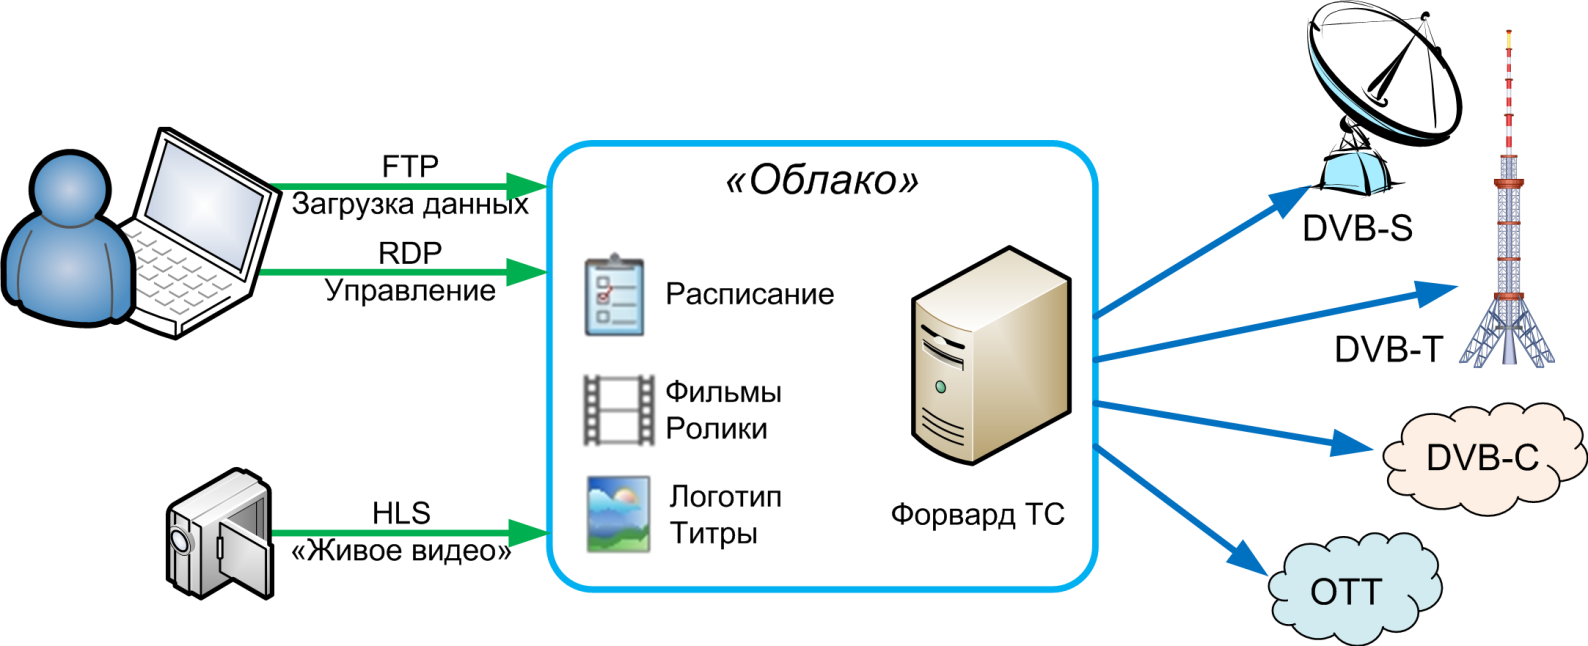 FTP
Загрузка данных
RDP
Управление
HLS
«Живое видео»
«Облако»
Расписание
Фильмы
Ролики
Логотип
Титры
Форвард ТС
DVB-S
DVB-T
DVB-C
OTT